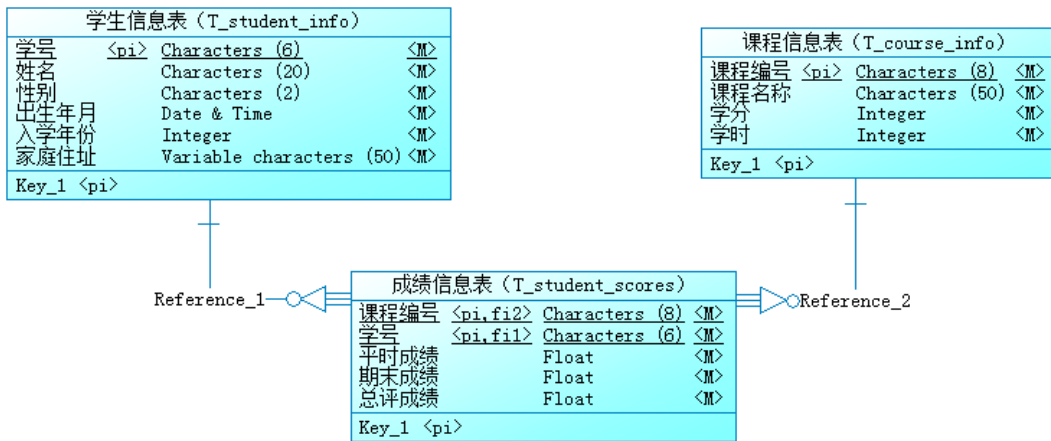 学生信息表（T_student_info）
学号 <pi> Characters (6) <M>
姓名 Characters (20) <M>
性别 Characters (2) <M>
出生年月 Date & Time <M>
入学年份 Integer <M>
家庭住址 Variable characters (50) <M>
Key_1 <pi>
课程信息表（T_course_info）
课程编号 <pi> Characters (8) <M>
课程名称 Characters (50) <M>
学分 Integer <M>
学时 Integer <M>
Key_1 <pi>
Reference_1
成绩信息表（T_student_scores）
课程编号 <pi,fi2> Characters (8) <M>
学号 <pi,fi1> Characters (6) <M>
平时成绩 Float <M>
期末成绩 Float <M>
总评成绩 Float <M>
Key_1 <pi>
Reference_2